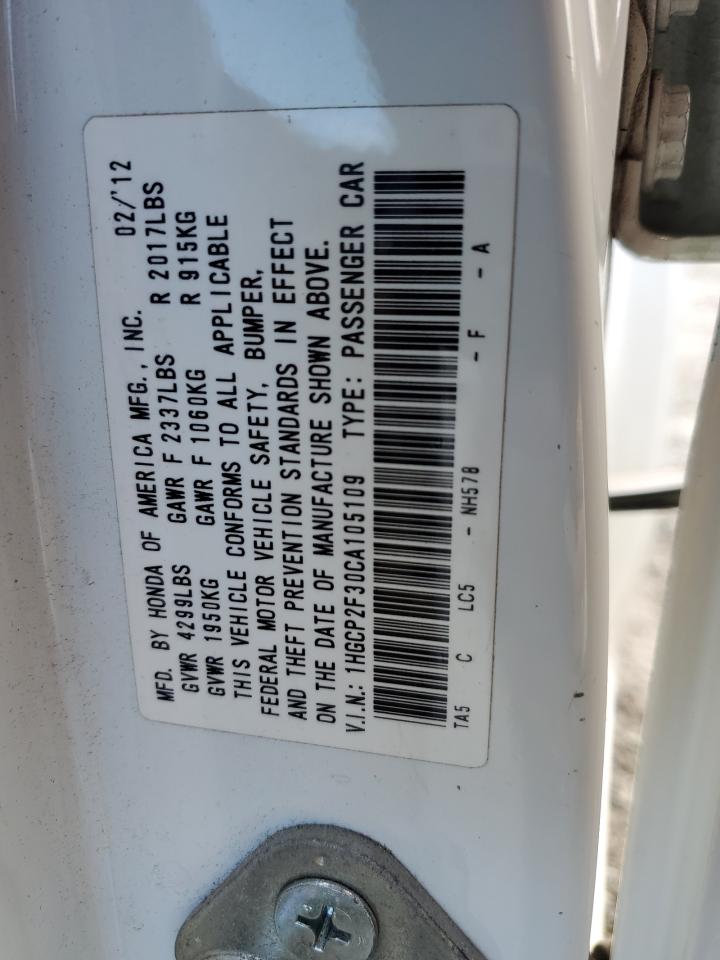 MFD. BY HONDA OF AMERICA MFG., INC. 02/'12
GVWR 4299LBS GAWR F 2337LBS R 2017LBS
GVWR 1950KG GAWR F 1060KG R 915KG
THIS VEHICLE CONFORMS TO ALL APPLICABLE
FEDERAL MOTOR VEHICLE SAFETY, BUMPER,
AND THEFT PREVENTION STANDARDS IN EFFECT
ON THE DATE OF MANUFACTURE SHOWN ABOVE.
V.I.N.: 1HGCP2F30CA105109 TYPE: PASSENGER CAR
TA5 C LC5 - NH578 - F - A